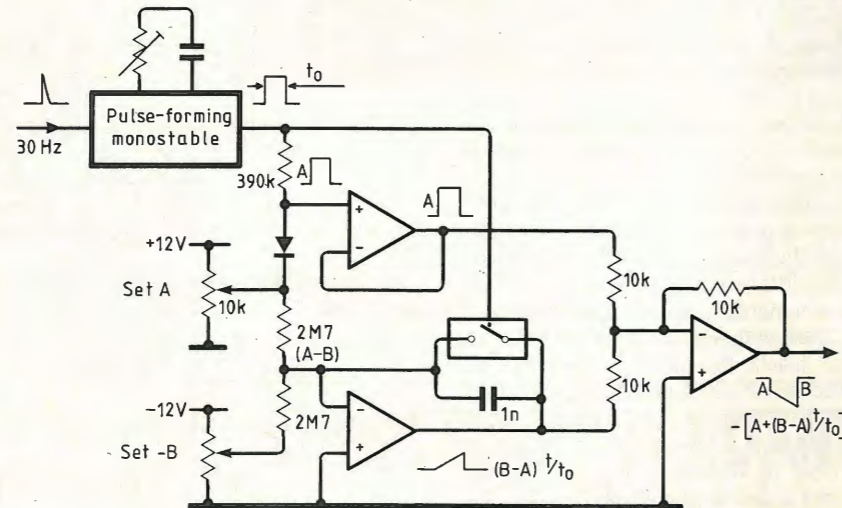 t₀
Pulse-forming
monostable
30 Hz
390k
A
A
+12V
Set A
10k
2M7
(A-B)
-12V
2M7
Set -B
1n
(B-A) t/t₀
10k
10k
10k
-
+
+
-
-
+
A B
-[A+(B-A) t/t₀]